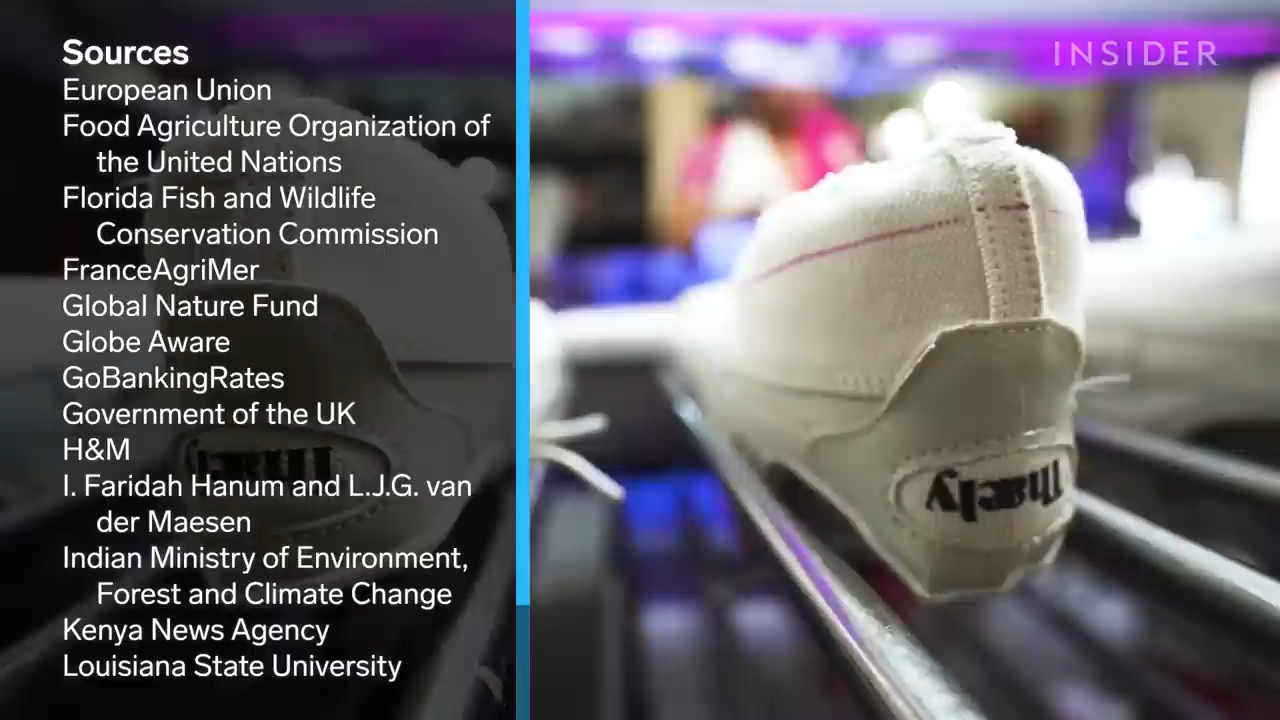 Sources
European Union
Food Agriculture Organization of
the United Nations
Florida Fish and Wildlife
Conservation Commission
FranceAgriMer
Global Nature Fund
Globe Aware
GoBankingRates
Government of the UK
H&M
I. Faridah Hanum and L.J.G. van
der Maesen
Indian Ministry of Environment,
Forest and Climate Change
Kenya News Agency
Louisiana State University
INSIDER
Thaely
Thaely